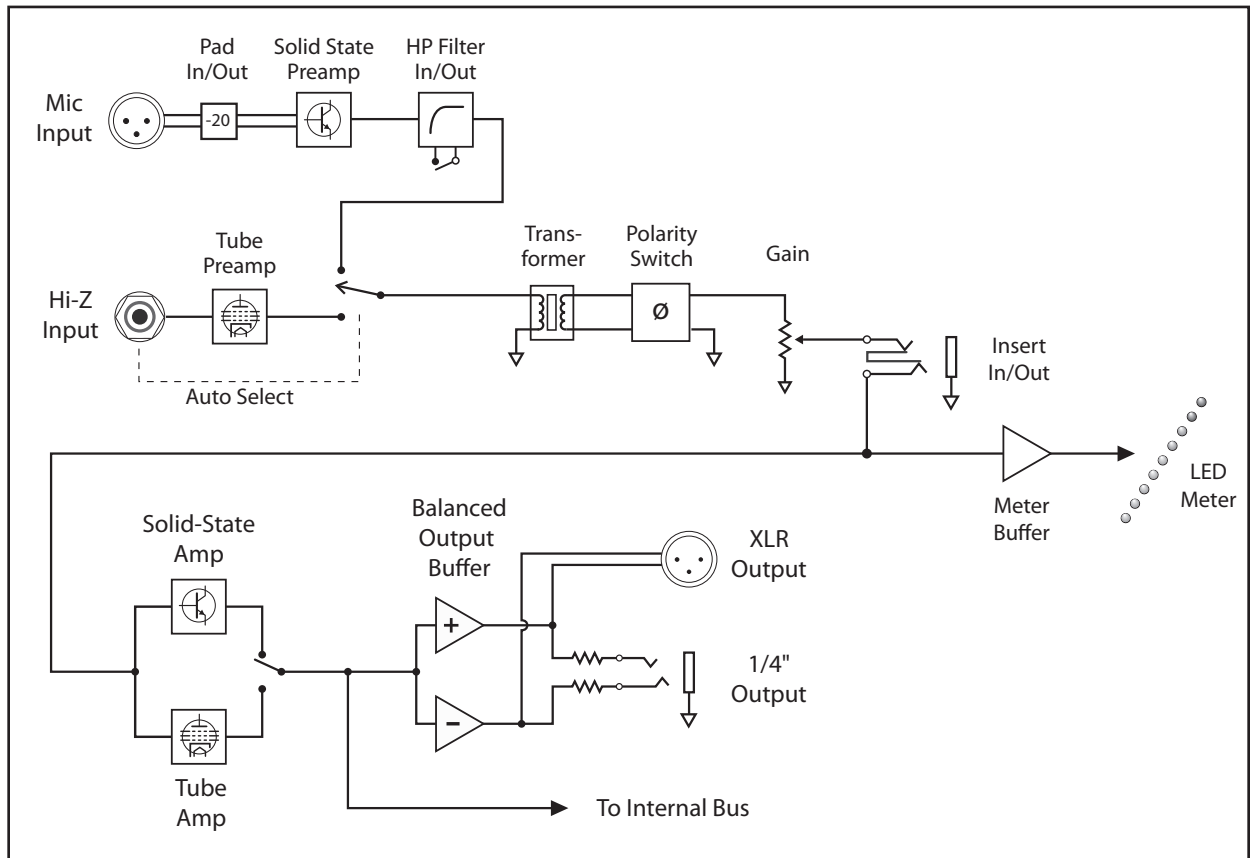 Pad
In/Out
Solid State
Preamp
HP Filter
In/Out
Mic
Input
-20
Tube
Preamp
Trans-
former
Polarity
Switch
Gain
Hi-Z
Input
Ø
Auto Select
Insert
In/Out
LED
Meter
Meter
Buffer
Solid-State
Amp
Balanced
Output
Buffer
XLR
Output
+
1/4"
Output
–
Tube
Amp
To Internal Bus